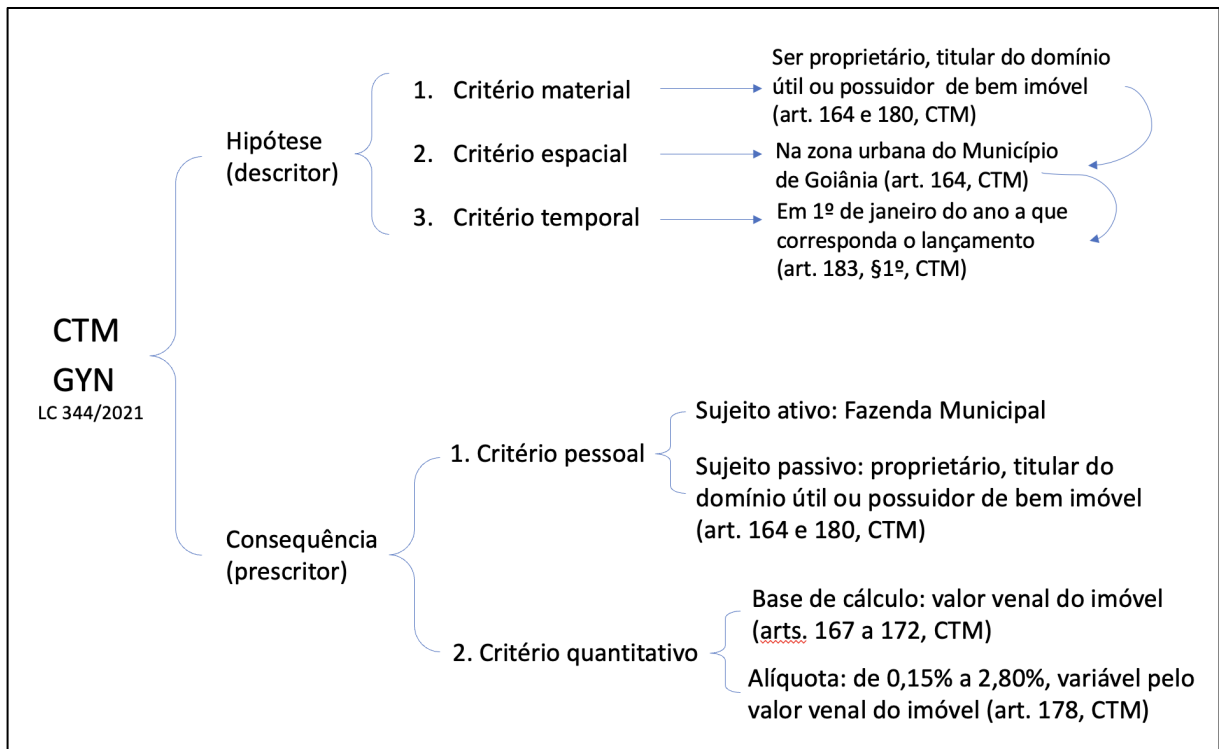 CTM
GYN
LC 344/2021
Hipótese
(descritor)
1. Critério material
Ser proprietário, titular do domínio
útil ou possuidor de bem imóvel
(art. 164 e 180, CTM)
2. Critério espacial
Na zona urbana do Município
de Goiânia (art. 164, CTM)
3. Critério temporal
Em 1º de janeiro do ano a que
corresponda o lançamento
(art. 183, §1º, CTM)
Consequência
(prescritor)
1. Critério pessoal
Sujeito ativo: Fazenda Municipal
Sujeito passivo: proprietário, titular do
domínio útil ou possuidor de bem imóvel
(art. 164 e 180, CTM)
2. Critério quantitativo
Base de cálculo: valor venal do imóvel
(arts. 167 a 172, CTM)
Alíquota: de 0,15% a 2,80%, variável pelo
valor venal do imóvel (art. 178, CTM)